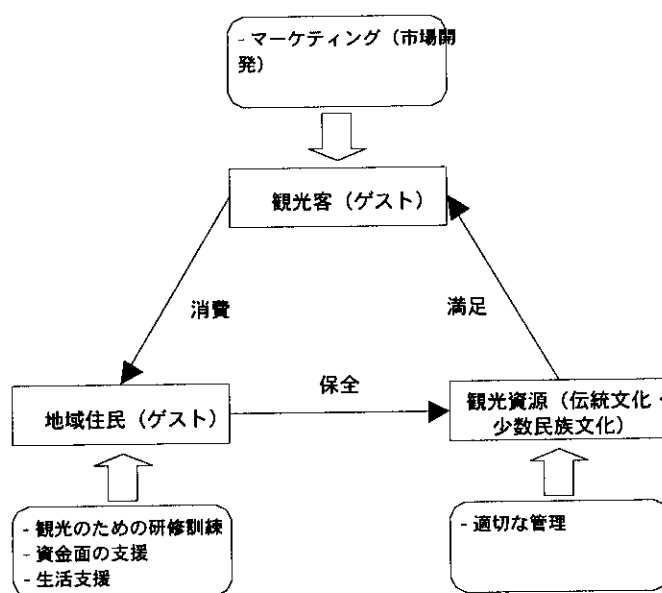 - マーケティング（市場開
発）
観光客（ゲスト）
消費
満足
保全
地域住民（ゲスト）
観光資源（伝統文化・
少数民族文化）
- 観光のための研修訓練
- 資金面の支援
- 生活支援
- 適切な管理